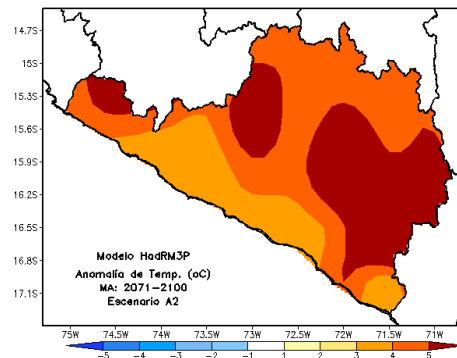 14.7S
15S
15.3S
15.6S
15.9S
16.2S
16.5S
16.8S
17.1S
Modelo HadRM3P
Anomalía de Temp. (oC)
MA: 2071-2100
Escenario A2
75W 74.5W 74W 73.5W 73W 72.5W 72W 71.5W 71W
-5 -4 -3 -2 -1 1 2 3 4 5